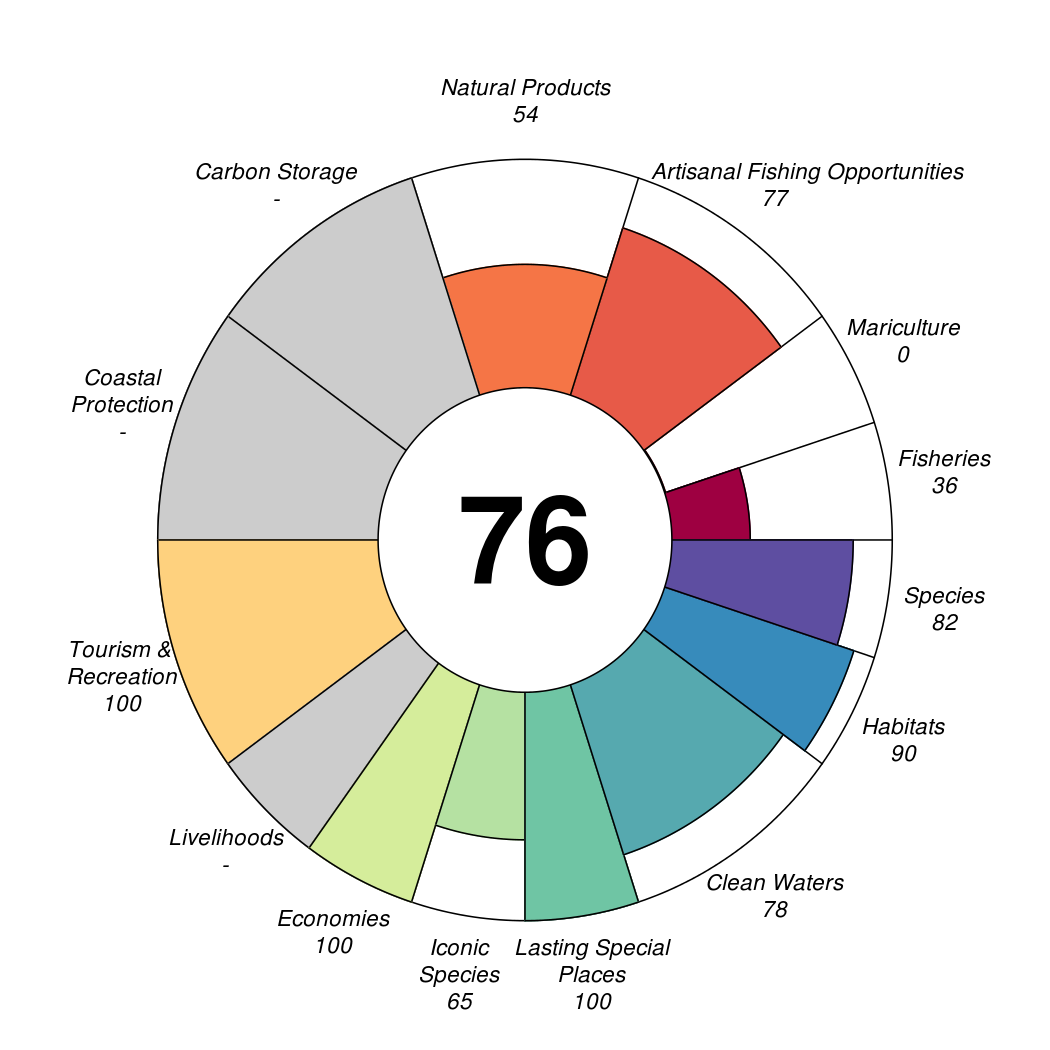 Natural Products
54
Carbon Storage
-
Artisanal Fishing Opportunities
77
Mariculture
0
Coastal
Protection
-
Fisheries
36
76
Species
82
Tourism &
Recreation
100
Habitats
90
Livelihoods
-
Clean Waters
78
Economies
100
Iconic
Species
65
Lasting Special
Places
100